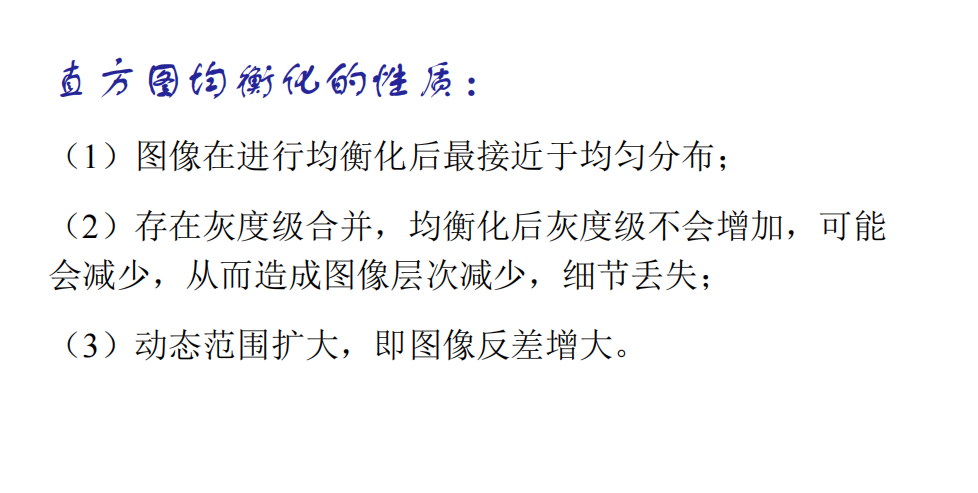 直方图均衡化的性质：
（1）图像在进行均衡化后最接近于均匀分布；
（2）存在灰度级合并，均衡化后灰度级不会增加，可能
会减少，从而造成图像层次减少，细节丢失；
（3）动态范围扩大，即图像反差增大。